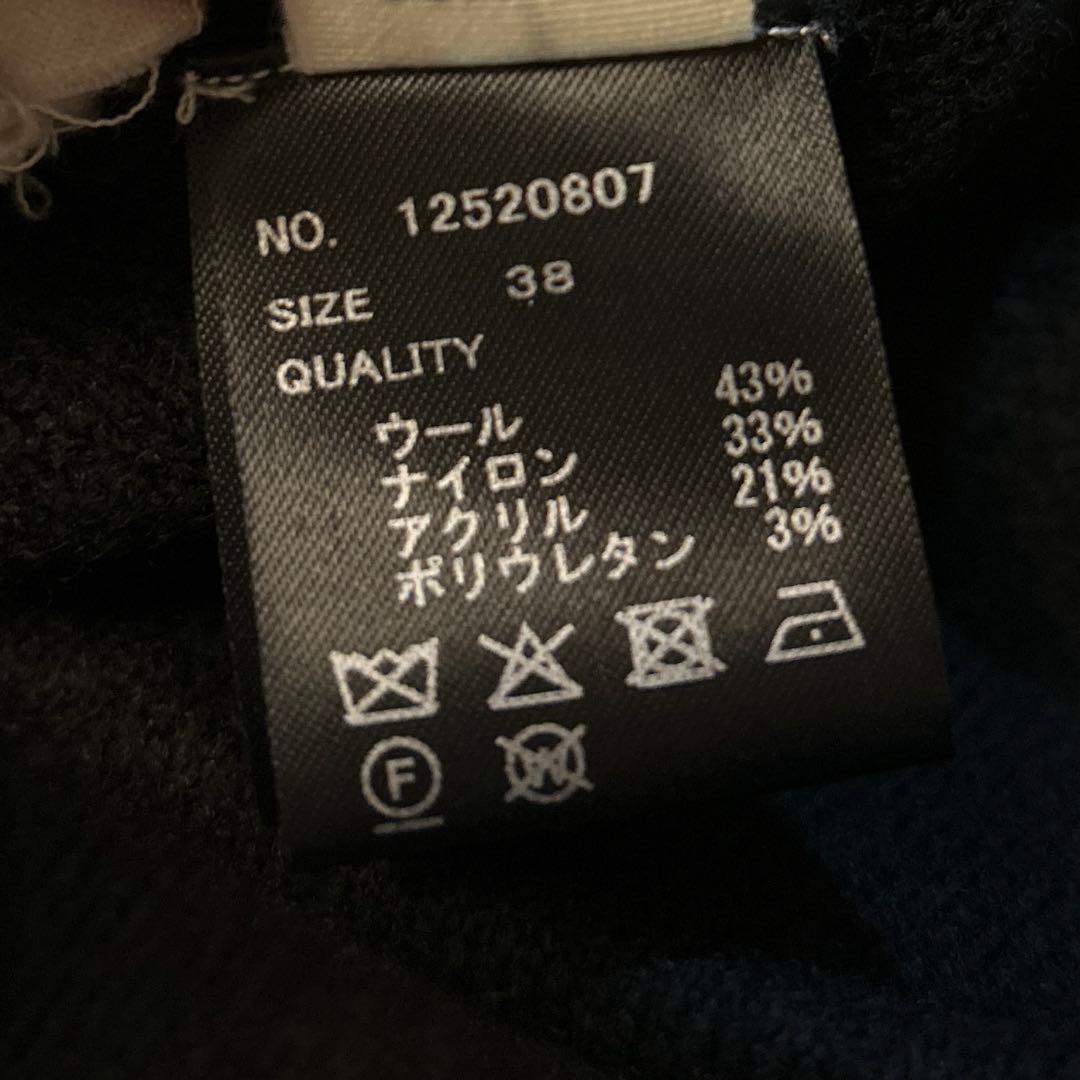 NO. 12520807
SIZE 38
QUALITY
ウール 43%
ナイロン 33%
アクリル 21%
ポリウレタン 3%
F
W